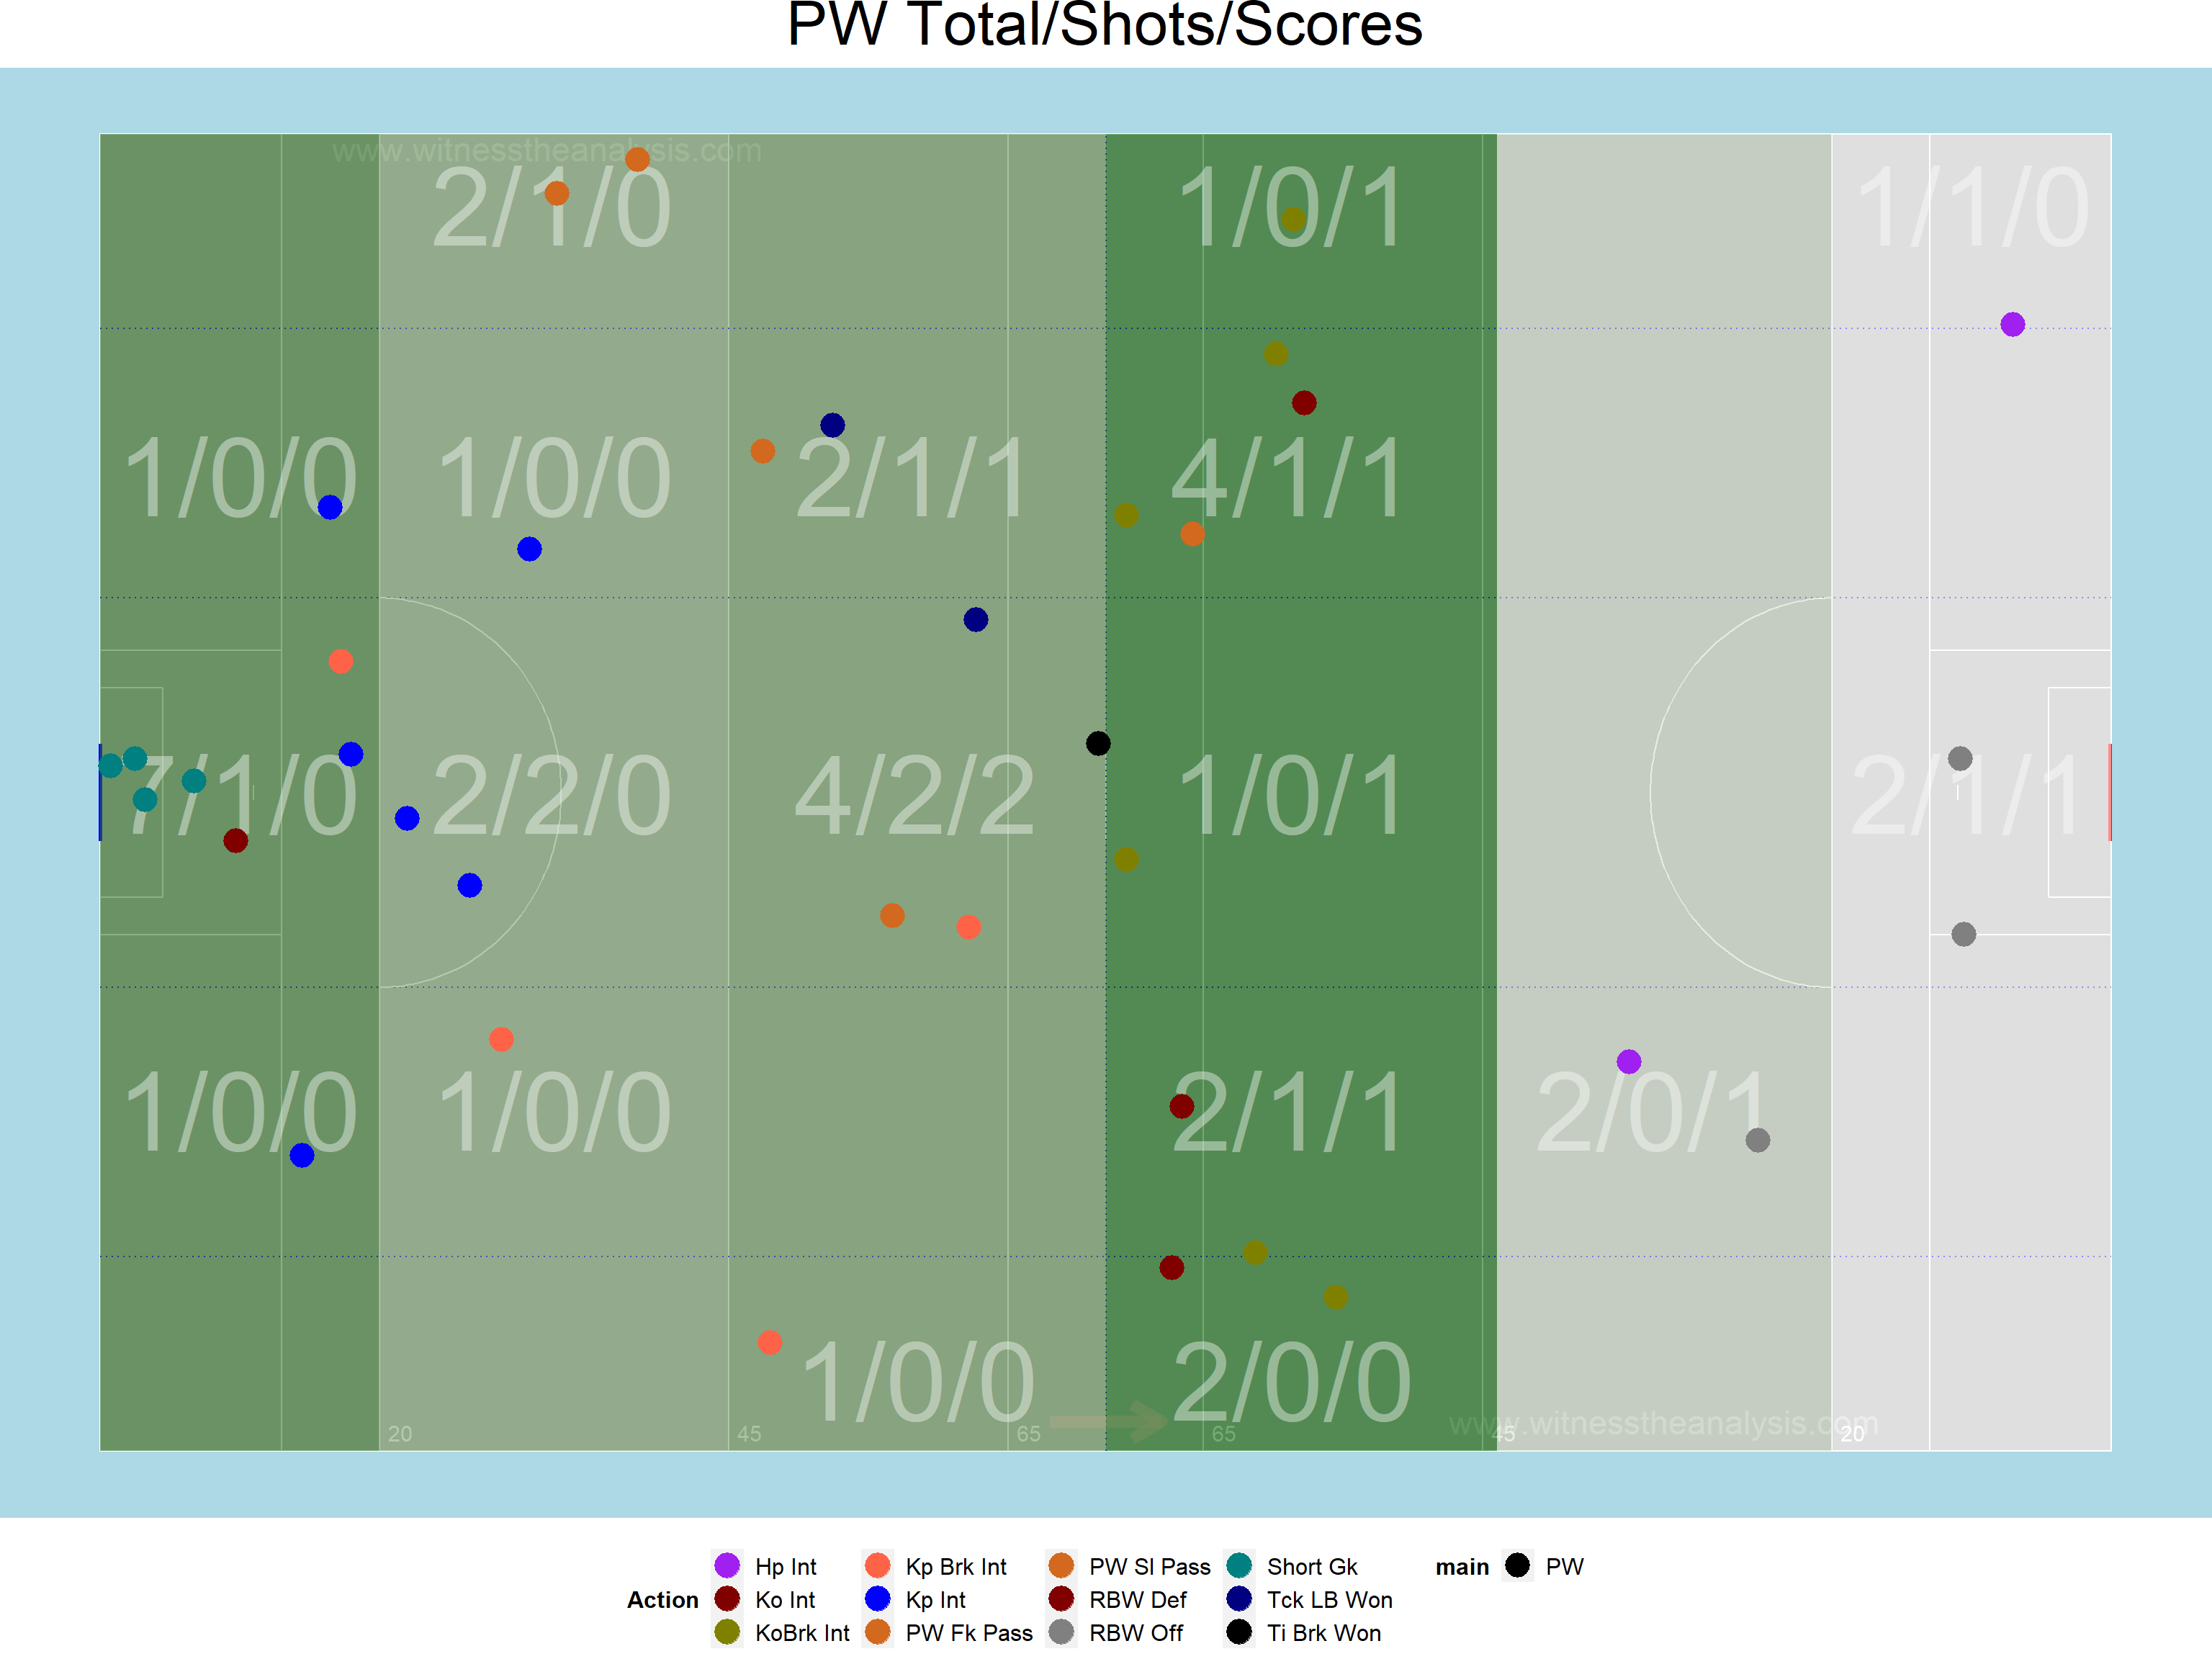 PW Total/Shots/Scores
www.witnesstheanalysis.com
2/1/0 1/0/1 1/1/0
1/0/0 1/0/0 2/1/1 4/1/1
7/1/0 2/2/0 4/2/2 1/0/1 2/1/1
1/0/0 1/0/0 2/1/1 2/0/1
1/0/0 2/0/0
www.witnesstheanalysis.com
20 45 65 65 45 20
Hp Int Kp Brk Int PW Sl Pass Short Gk main PW
Action Ko Int Kp Int RBW Def Tck LB Won
KoBrk Int PW Fk Pass RBW Off Ti Brk Won